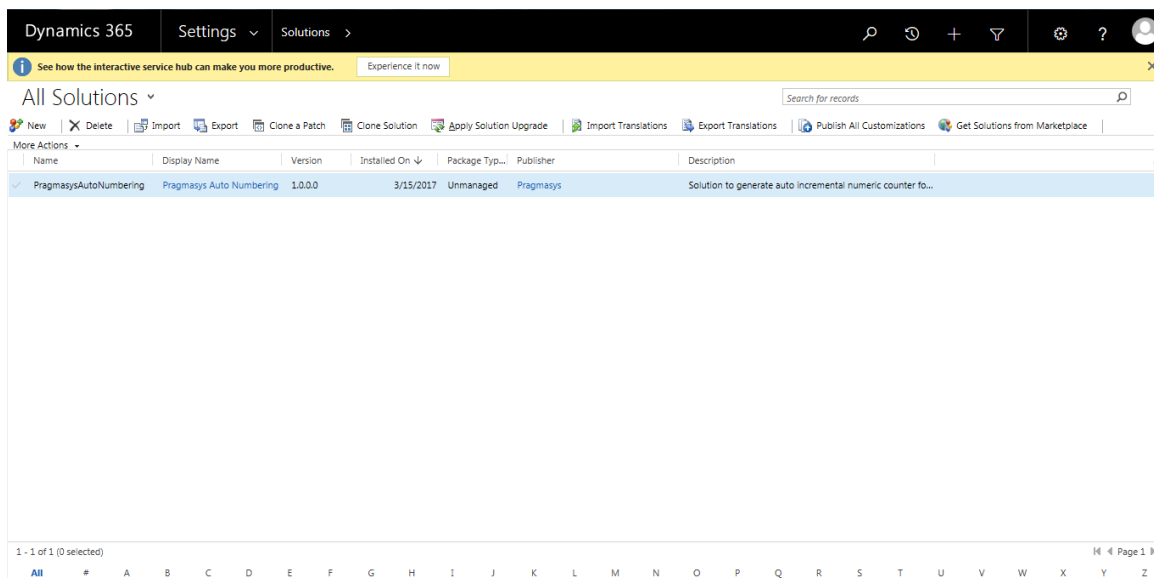 Dynamics 365 Settings Solutions
See how the interactive service hub can make you more productive. Experience it now
All Solutions
Search for records
New Delete Import Export Clone a Patch Clone Solution Apply Solution Upgrade Import Translations Export Translations Publish All Customizations Get Solutions from Marketplace
More Actions
Name Display Name Version Installed On Package Typ... Publisher Description
PragmasysAutoNumbering Pragmasys Auto Numbering 1.0.0.0 3/15/2017 Unmanaged Pragmasys Solution to generate auto incremental numeric counter fo...
1 - 1 of 1 (0 selected) Page 1
All # A B C D E F G H I J K L M N O P Q R S T U V W X Y Z